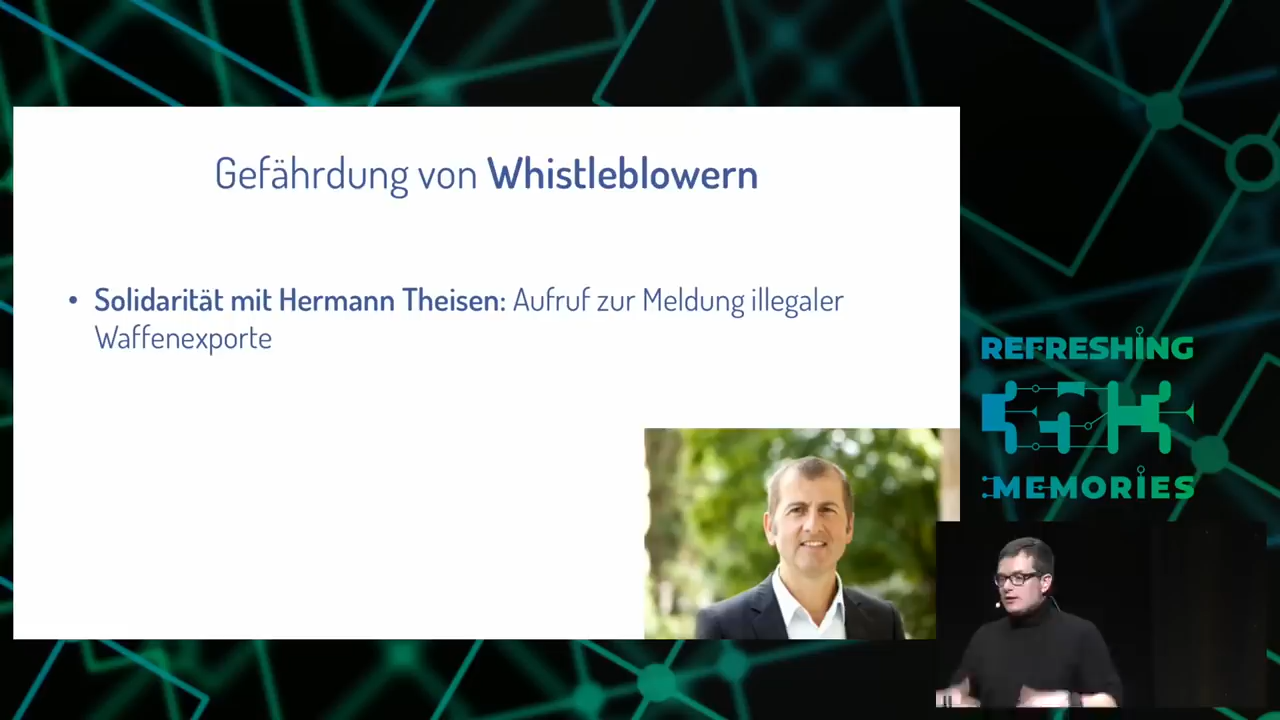 Gefährdung von Whistleblowern
• Solidarität mit Hermann Theisen: Aufruf zur Meldung illegaler
Waffenexporte
REFRESHING
MEMORIES